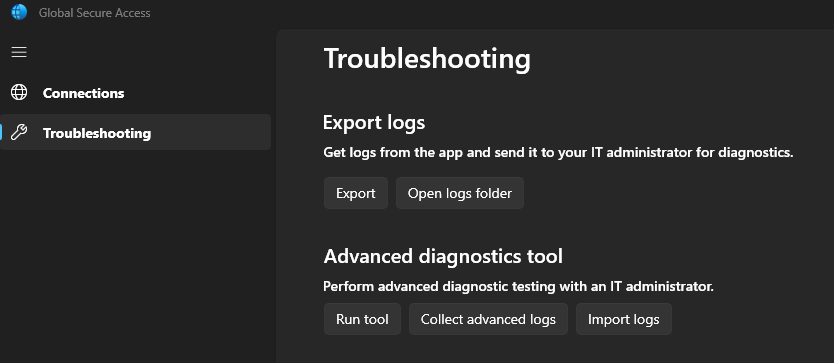 Global Secure Access
Connections
Troubleshooting
Troubleshooting
Export logs
Get logs from the app and send it to your IT administrator for diagnostics.
Export
Open logs folder
Advanced diagnostics tool
Perform advanced diagnostic testing with an IT administrator.
Run tool
Collect advanced logs
Import logs